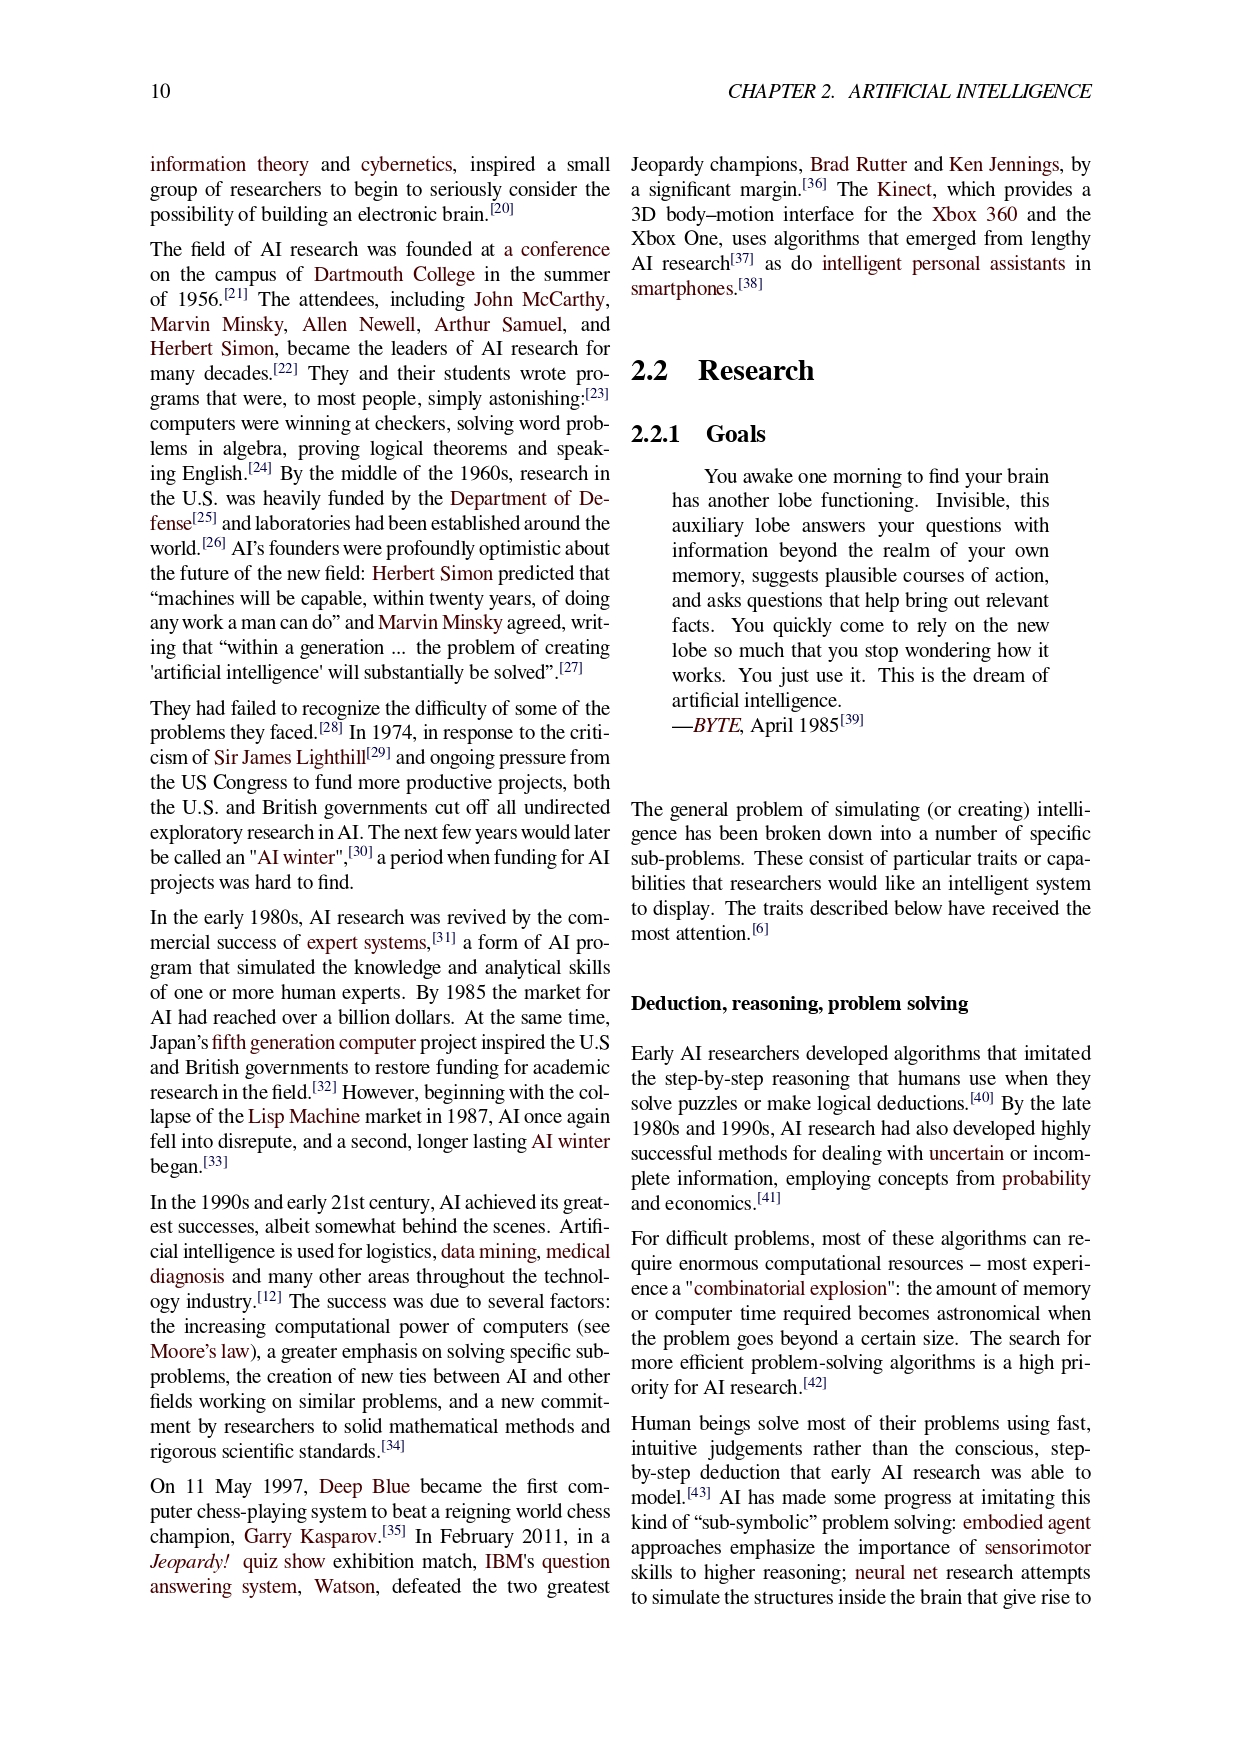 10
CHAPTER 2. ARTIFICIAL INTELLIGENCE
information theory and cybernetics, inspired a small
group of researchers to begin to seriously consider the
possibility of building an electronic brain.[20]
The field of AI research was founded at a conference
on the campus of Dartmouth College in the summer
of 1956.[21] The attendees, including John McCarthy,
Marvin Minsky, Allen Newell, Arthur Samuel, and
Herbert Simon, became the leaders of AI research for
many decades.[22] They and their students wrote pro-
grams that were, to most people, simply astonishing:[23]
computers were winning at checkers, solving word prob-
lems in algebra, proving logical theorems and speak-
ing English.[24] By the middle of the 1960s, research in
the U.S. was heavily funded by the Department of De-
fense[25] and laboratories had been established around the
world.[26] AI’s founders were profoundly optimistic about
the future of the new field: Herbert Simon predicted that
“machines will be capable, within twenty years, of doing
any work a man can do” and Marvin Minsky agreed, writ-
ing that “within a generation ... the problem of creating
'artificial intelligence' will substantially be solved”.[27]
They had failed to recognize the difficulty of some of the
problems they faced.[28] In 1974, in response to the criti-
cism of Sir James Lighthill[29] and ongoing pressure from
the US Congress to fund more productive projects, both
the U.S. and British governments cut off all undirected
exploratory research in AI. The next few years would later
be called an "AI winter",[30] a period when funding for AI
projects was hard to find.
In the early 1980s, AI research was revived by the com-
mercial success of expert systems,[31] a form of AI pro-
gram that simulated the knowledge and analytical skills
of one or more human experts. By 1985 the market for
AI had reached over a billion dollars. At the same time,
Japan’s fifth generation computer project inspired the U.S
and British governments to restore funding for academic
research in the field.[32] However, beginning with the col-
lapse of the Lisp Machine market in 1987, AI once again
fell into disrepute, and a second, longer lasting AI winter
began.[33]
In the 1990s and early 21st century, AI achieved its great-
est successes, albeit somewhat behind the scenes. Artifi-
cial intelligence is used for logistics, data mining, medical
diagnosis and many other areas throughout the technol-
ogy industry.[12] The success was due to several factors:
the increasing computational power of computers (see
Moore’s law), a greater emphasis on solving specific sub-
problems, the creation of new ties between AI and other
fields working on similar problems, and a new commit-
ment by researchers to solid mathematical methods and
rigorous scientific standards.[34]
On 11 May 1997, Deep Blue became the first com-
puter chess-playing system to beat a reigning world chess
champion, Garry Kasparov.[35] In February 2011, in a
Jeopardy! quiz show exhibition match, IBM's question
answering system, Watson, defeated the two greatest
Jeopardy champions, Brad Rutter and Ken Jennings, by
a significant margin.[36] The Kinect, which provides a
3D body–motion interface for the Xbox 360 and the
Xbox One, uses algorithms that emerged from lengthy
AI research[37] as do intelligent personal assistants in
smartphones.[38]
2.2 Research
2.2.1 Goals
You awake one morning to find your brain
has another lobe functioning. Invisible, this
auxiliary lobe answers your questions with
information beyond the realm of your own
memory, suggests plausible courses of action,
and asks questions that help bring out relevant
facts. You quickly come to rely on the new
lobe so much that you stop wondering how it
works. You just use it. This is the dream of
artificial intelligence.
—BYTE, April 1985[39]
The general problem of simulating (or creating) intelli-
gence has been broken down into a number of specific
sub-problems. These consist of particular traits or capa-
bilities that researchers would like an intelligent system
to display. The traits described below have received the
most attention.[6]
Deduction, reasoning, problem solving
Early AI researchers developed algorithms that imitated
the step-by-step reasoning that humans use when they
solve puzzles or make logical deductions.[40] By the late
1980s and 1990s, AI research had also developed highly
successful methods for dealing with uncertain or incom-
plete information, employing concepts from probability
and economics.[41]
For difficult problems, most of these algorithms can re-
quire enormous computational resources – most experi-
ence a "combinatorial explosion": the amount of memory
or computer time required becomes astronomical when
the problem goes beyond a certain size. The search for
more efficient problem-solving algorithms is a high pri-
ority for AI research.[42]
Human beings solve most of their problems using fast,
intuitive judgements rather than the conscious, step-
by-step deduction that early AI research was able to
model.[43] AI has made some progress at imitating this
kind of “sub-symbolic” problem solving: embodied agent
approaches emphasize the importance of sensorimotor
skills to higher reasoning; neural net research attempts
to simulate the structures inside the brain that give rise to